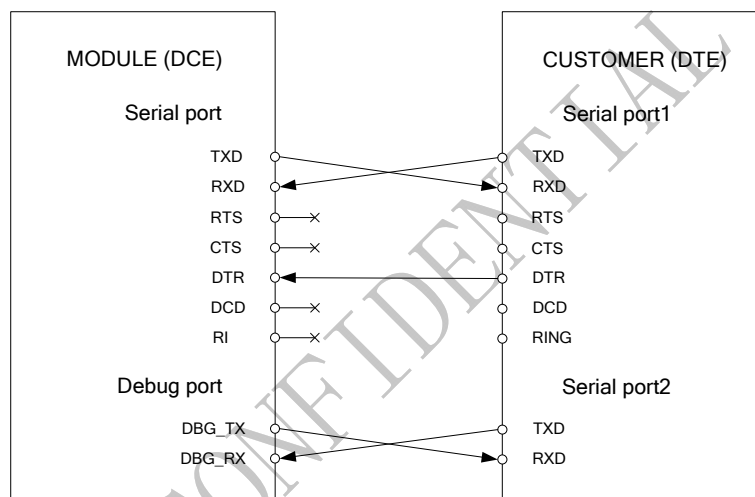 MODULE (DCE)
CUSTOMER (DTE)
Serial port
Serial port1
TXD
TXD
RXD
RXD
RTS
RTS
CTS
CTS
DTR
DTR
DCD
DCD
RI
RING
Debug port
Serial port2
DBG_TX
TXD
DBG_RX
RXD
CONFIDENTIAL